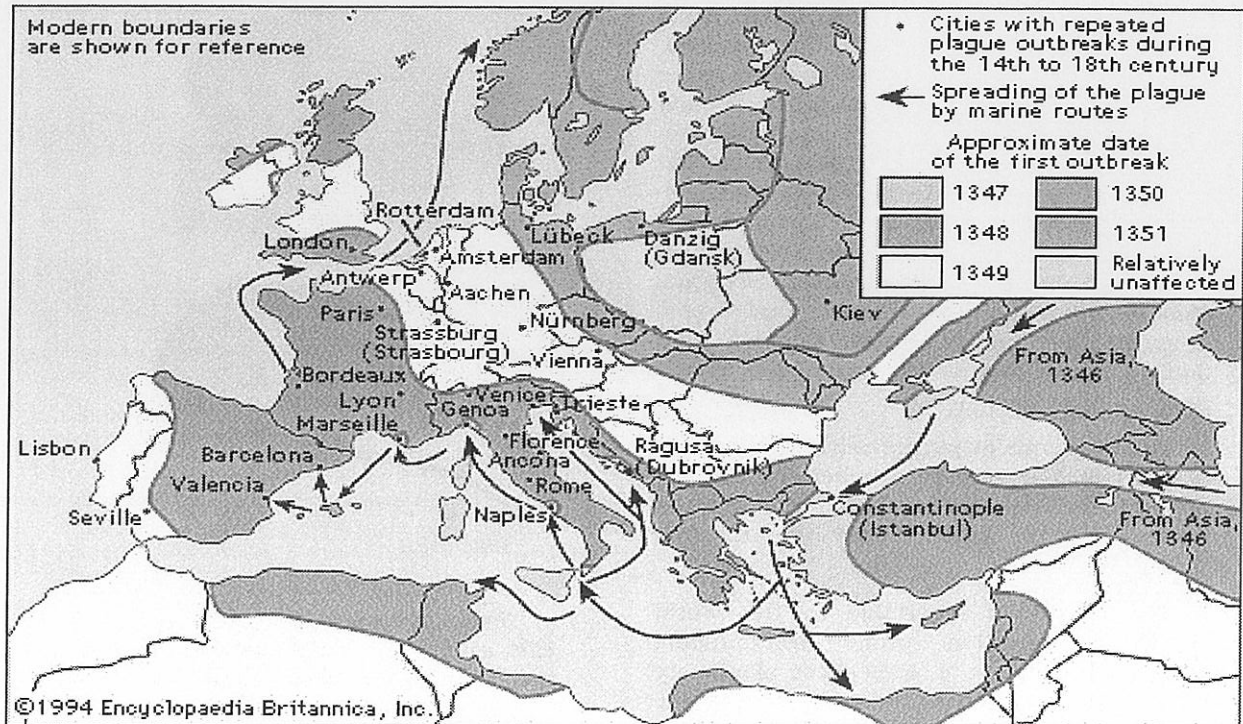 Modern boundaries
are shown for reference
Cities with repeated
plague outbreaks during
the 14th to 18th century
Spreading of the plague
by marine routes
Approximate date
of the first outbreak
1347
1350
1348
1351
1349
Relatively
unaffected
Rotterdam
London
Lübeck
Danzig
(Gdansk)
Amsterdam
Antwerp
Aachen
Paris
Nürnberg
Kiev
Strassburg
(Strasbourg)
Vienna
From Asia,
1346
Bordeaux
Lyon
Venice
Trieste
Genoa
Marseille
Florence
Ragusa
(Dubrovnik)
Lisbon
Barcelona
Ancona
Valencia
Rome
Constantinople
(Istanbul)
Seville
Naples
From Asia,
1346
©1994 Encyclopaedia Britannica, Inc.